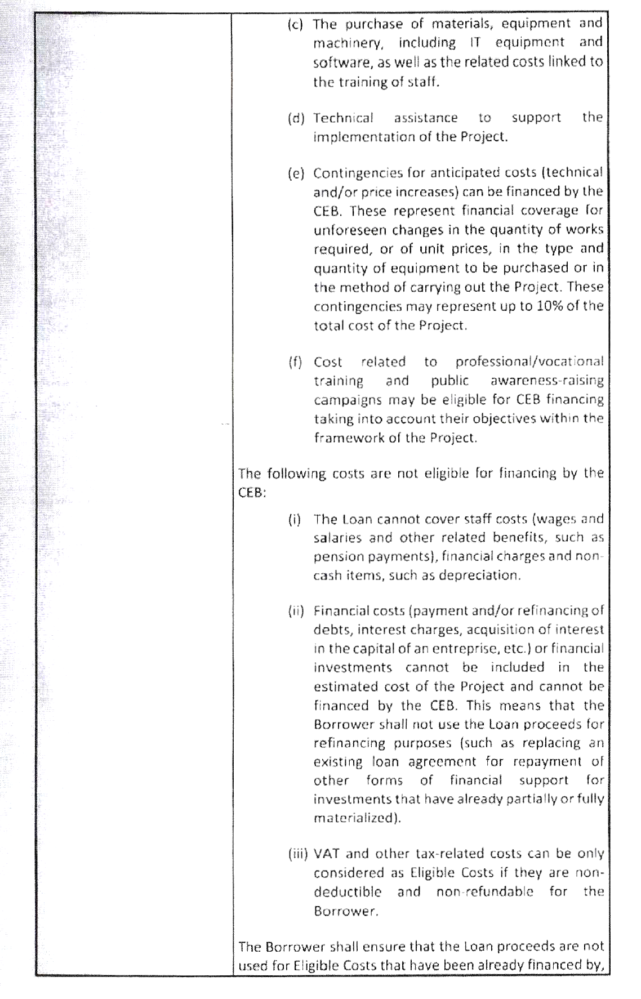 (c) The purchase of materials, equipment and
machinery, including IT equipment and
software, as well as the related costs linked to
the training of staff.
(d) Technical assistance to support the
implementation of the Project.
(e) Contingencies for anticipated costs (technical
and/or price increases) can be financed by the
CEB. These represent financial coverage for
unforeseen changes in the quantity of works
required, or of unit prices, in the type and
quantity of equipment to be purchased or in
the method of carrying out the Project. These
contingencies may represent up to 10% of the
total cost of the Project.
(f) Cost related to professional/vocational
training and public awareness-raising
campaigns may be eligible for CEB financing
taking into account their objectives within the
framework of the Project.
The following costs are not eligible for financing by the
CEB:
(i) The Loan cannot cover staff costs (wages and
salaries and other related benefits, such as
pension payments), financial charges and non-
cash items, such as depreciation.
(ii) Financial costs (payment and/or refinancing of
debts, interest charges, acquisition of interest
in the capital of an entreprise, etc.) or financial
investments cannot be included in the
estimated cost of the Project and cannot be
financed by the CEB. This means that the
Borrower shall not use the Loan proceeds for
refinancing purposes (such as replacing an
existing loan agreement for repayment of
other forms of financial support for
investments that have already partially or fully
materialized).
(iii) VAT and other tax-related costs can be only
considered as Eligible Costs if they are non-
deductible and non-refundable for the
Borrower.
The Borrower shall ensure that the Loan proceeds are not
used for Eligible Costs that have been already financed by,